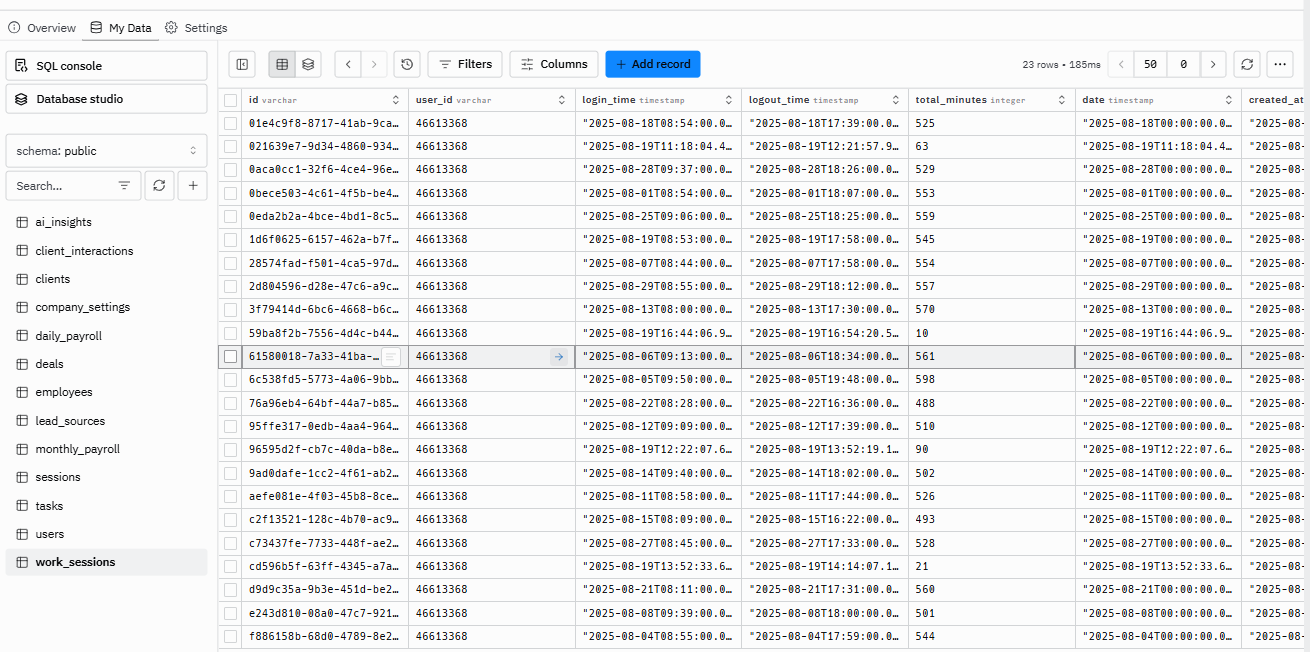 Overview My Data Settings
SQL console
Database studio
schema: public
Search...
ai_insights
client_interactions
clients
company_settings
daily_payroll
deals
employees
lead_sources
monthly_payroll
sessions
tasks
users
work_sessions
Filters Columns + Add record 23 rows • 185ms 50 0
id varchar user_id varchar login_time timestamp logout_time timestamp total_minutes integer date timestamp created_at
01e4c9f8-8717-41ab-9ca… 46613368 "2025-08-18T08:54:00.0… "2025-08-18T17:39:00.0… 525 "2025-08-18T00:00:00.0… "2025-08-
021639e7-9d34-4860-934… 46613368 "2025-08-19T11:18:04.4… "2025-08-19T12:21:57.9… 63 "2025-08-19T11:18:04.4… "2025-08-
0aca0cc1-32f6-4ce4-96e… 46613368 "2025-08-28T09:37:00.0… "2025-08-28T18:26:00.0… 529 "2025-08-28T00:00:00.0… "2025-08-
0bece503-4c61-4f5b-be4… 46613368 "2025-08-01T08:54:00.0… "2025-08-01T18:07:00.0… 553 "2025-08-01T00:00:00.0… "2025-08-
0eda2b2a-4bce-4bd1-8c5… 46613368 "2025-08-25T09:06:00.0… "2025-08-25T18:25:00.0… 559 "2025-08-25T00:00:00.0… "2025-08-
1d6f0625-6157-462a-b7f… 46613368 "2025-08-19T08:53:00.0… "2025-08-19T17:58:00.0… 545 "2025-08-19T00:00:00.0… "2025-08-
28574fad-f501-4ca5-97d… 46613368 "2025-08-07T08:44:00.0… "2025-08-07T17:58:00.0… 554 "2025-08-07T00:00:00.0… "2025-08-
2d804596-d28e-47c6-a9c… 46613368 "2025-08-29T08:55:00.0… "2025-08-29T18:12:00.0… 557 "2025-08-29T00:00:00.0… "2025-08-
3f79414d-6bc6-4668-b6c… 46613368 "2025-08-13T08:00:00.0… "2025-08-13T17:30:00.0… 570 "2025-08-13T00:00:00.0… "2025-08-
59ba8f2b-7556-4d4c-b44… 46613368 "2025-08-19T16:44:06.9… "2025-08-19T16:54:20.5… 10 "2025-08-19T16:44:06.9… "2025-08-
61580018-7a33-41ba-… 46613368 "2025-08-06T09:13:00.0… "2025-08-06T18:34:00.0… 561 "2025-08-06T00:00:00.0… "2025-08-
6c538fd5-5773-4a06-9bb… 46613368 "2025-08-05T09:50:00.0… "2025-08-05T19:48:00.0… 598 "2025-08-05T00:00:00.0… "2025-08-
76a96eb4-64bf-44a7-b85… 46613368 "2025-08-22T08:28:00.0… "2025-08-22T16:36:00.0… 488 "2025-08-22T00:00:00.0… "2025-08-
95ffe317-0edb-4aa4-964… 46613368 "2025-08-12T09:09:00.0… "2025-08-12T17:39:00.0… 510 "2025-08-12T00:00:00.0… "2025-08-
96595d2f-cb7c-40da-b8e… 46613368 "2025-08-19T12:22:07.6… "2025-08-19T13:52:19.1… 90 "2025-08-19T12:22:07.6… "2025-08-
9ad0dafe-1cc2-4f61-ab2… 46613368 "2025-08-14T09:40:00.0… "2025-08-14T18:02:00.0… 502 "2025-08-14T00:00:00.0… "2025-08-
aefe081e-4f03-45b8-8ce… 46613368 "2025-08-11T08:58:00.0… "2025-08-11T17:44:00.0… 526 "2025-08-11T00:00:00.0… "2025-08-
c2f13521-128c-4b70-ac9… 46613368 "2025-08-15T08:09:00.0… "2025-08-15T16:22:00.0… 493 "2025-08-15T00:00:00.0… "2025-08-
c73437fe-7733-448f-ae2… 46613368 "2025-08-27T08:45:00.0… "2025-08-27T17:33:00.0… 528 "2025-08-27T00:00:00.0… "2025-08-
cd596b5f-63ff-4345-a7a… 46613368 "2025-08-19T13:52:33.6… "2025-08-19T14:14:07.1… 21 "2025-08-19T13:52:33.6… "2025-08-
d9d9c35a-9b3e-451d-be2… 46613368 "2025-08-21T08:11:00.0… "2025-08-21T17:31:00.0… 560 "2025-08-21T00:00:00.0… "2025-08-
e243d810-08a0-47c7-921… 46613368 "2025-08-08T09:39:00.0… "2025-08-08T18:00:00.0… 501 "2025-08-08T00:00:00.0… "2025-08-
f886158b-68d0-4789-8e2… 46613368 "2025-08-04T08:55:00.0… "2025-08-04T17:59:00.0… 544 "2025-08-04T00:00:00.0… "2025-08-